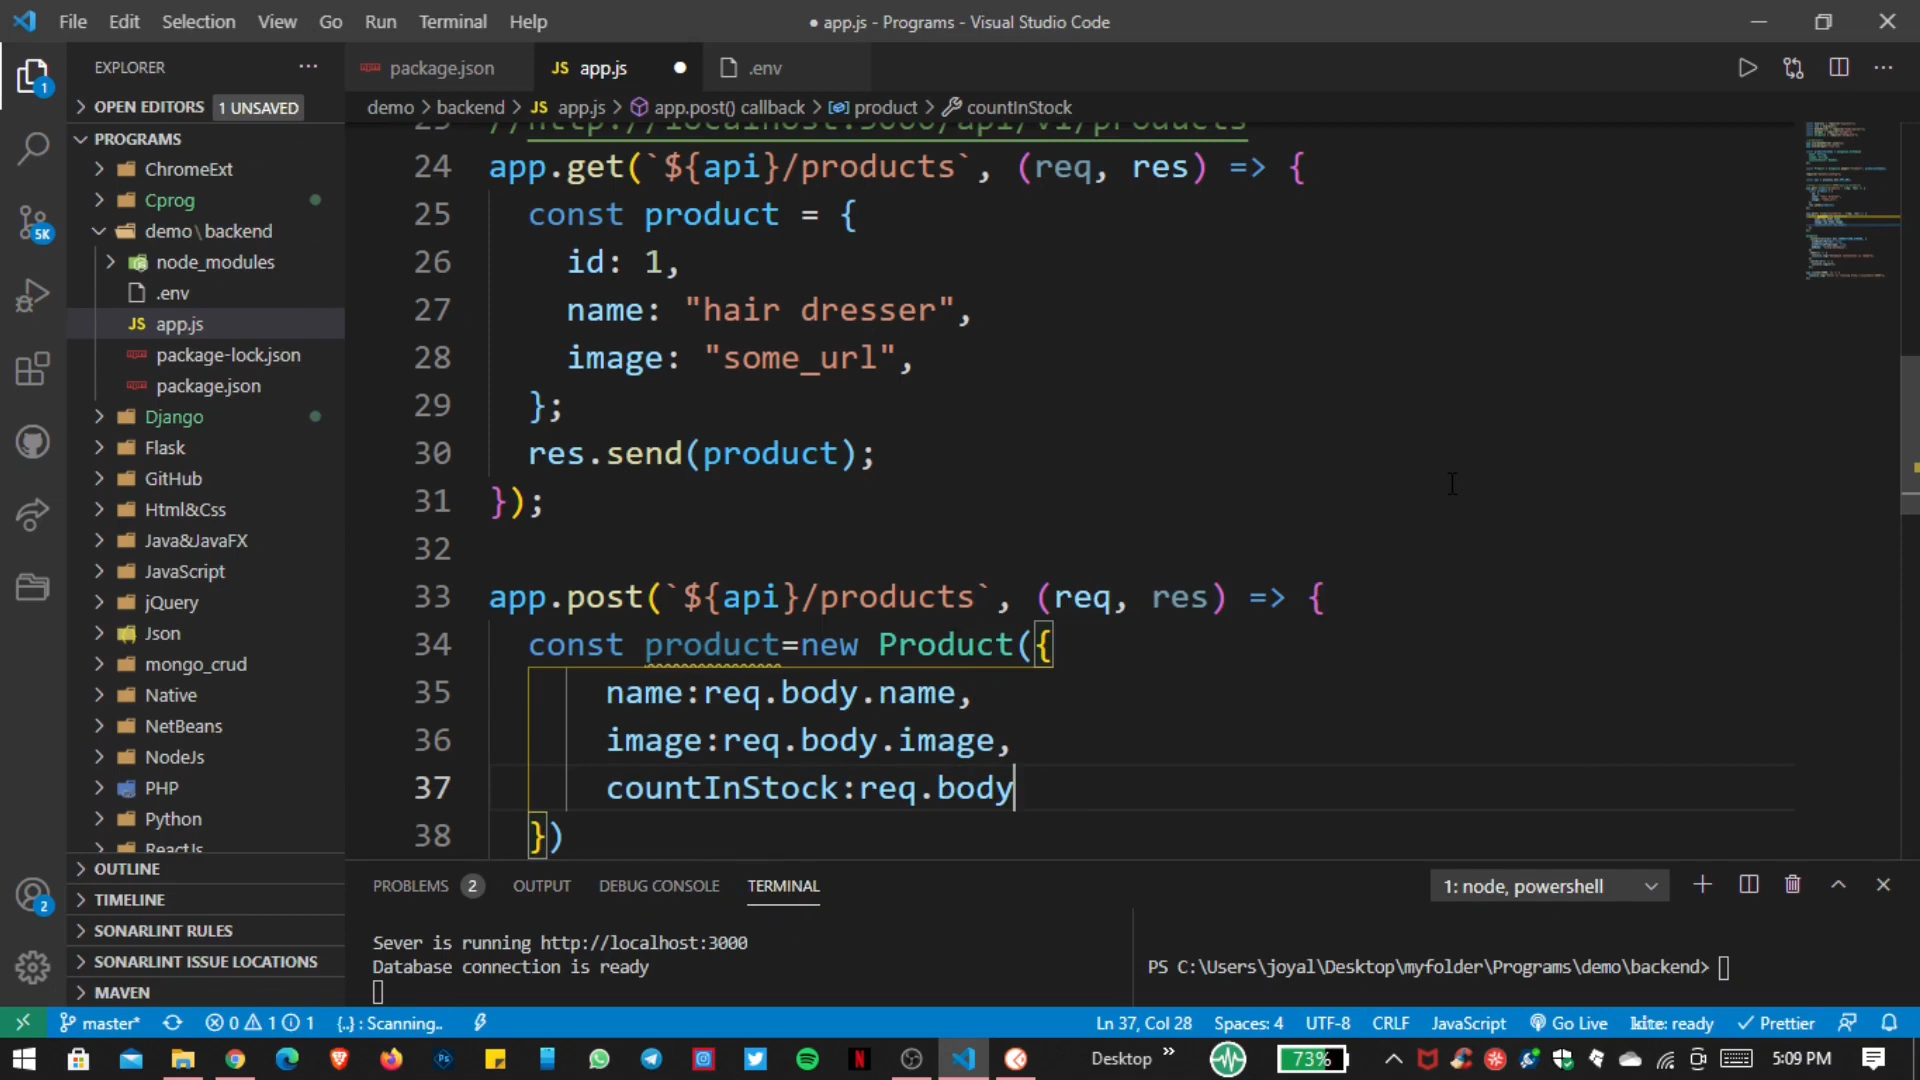 File Edit Selection View Go Run Terminal Help
● app.js - Programs - Visual Studio Code
EXPLORER ···
package.json
JS app.js ●
.env
OPEN EDITORS 1 UNSAVED
demo > backend > JS app.js > app.post() callback > product > countInStock
PROGRAMS
ChromeExt
Cprog
demo\backend
node_modules
.env
JS app.js
package-lock.json
package.json
Django
Flask
GitHub
Html&Css
Java&JavaFX
JavaScript
jQuery
Json
mongo_crud
Native
NetBeans
NodeJs
PHP
Python
ReactJs
OUTLINE
TIMELINE
SONARLINT RULES
SONARLINT ISSUE LOCATIONS
MAVEN
1
5K
2
23 //http://localhost:3000/api/v1/products
24 app.get(`${api}/products`, (req, res) => {
25 const product = {
26 id: 1,
27 name: "hair dresser",
28 image: "some_url",
29 };
30 res.send(product);
31 });
32
33 app.post(`${api}/products`, (req, res) => {
34 const product=new Product({
35 name:req.body.name,
36 image:req.body.image,
37 countInStock:req.body
38 })
PROBLEMS 2 OUTPUT DEBUG CONSOLE TERMINAL
1: node, powershell
Sever is running http://localhost:3000
Database connection is ready
PS C:\Users\joyal\Desktop\myfolder\Programs\demo\backend>
master* 0 1 1 {..} : Scanning..
Ln 37, Col 28 Spaces: 4 UTF-8 CRLF JavaScript Go Live kite: ready Prettier
Desktop » 73% 5:09 PM